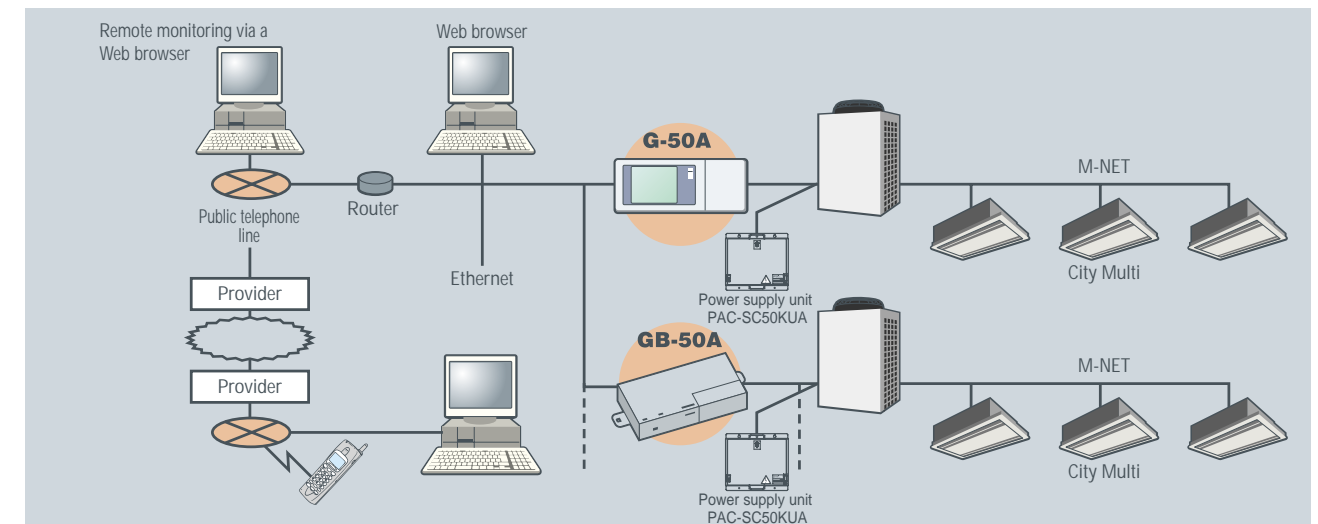 Remote monitoring via a
Web browser
Web browser
G-50A
M-NET
Public telephone
line
Router
Ethernet
City Multi
Power supply unit
PAC-SC50KUA
Provider
GB-50A
M-NET
Provider
City Multi
Power supply unit
PAC-SC50KUA